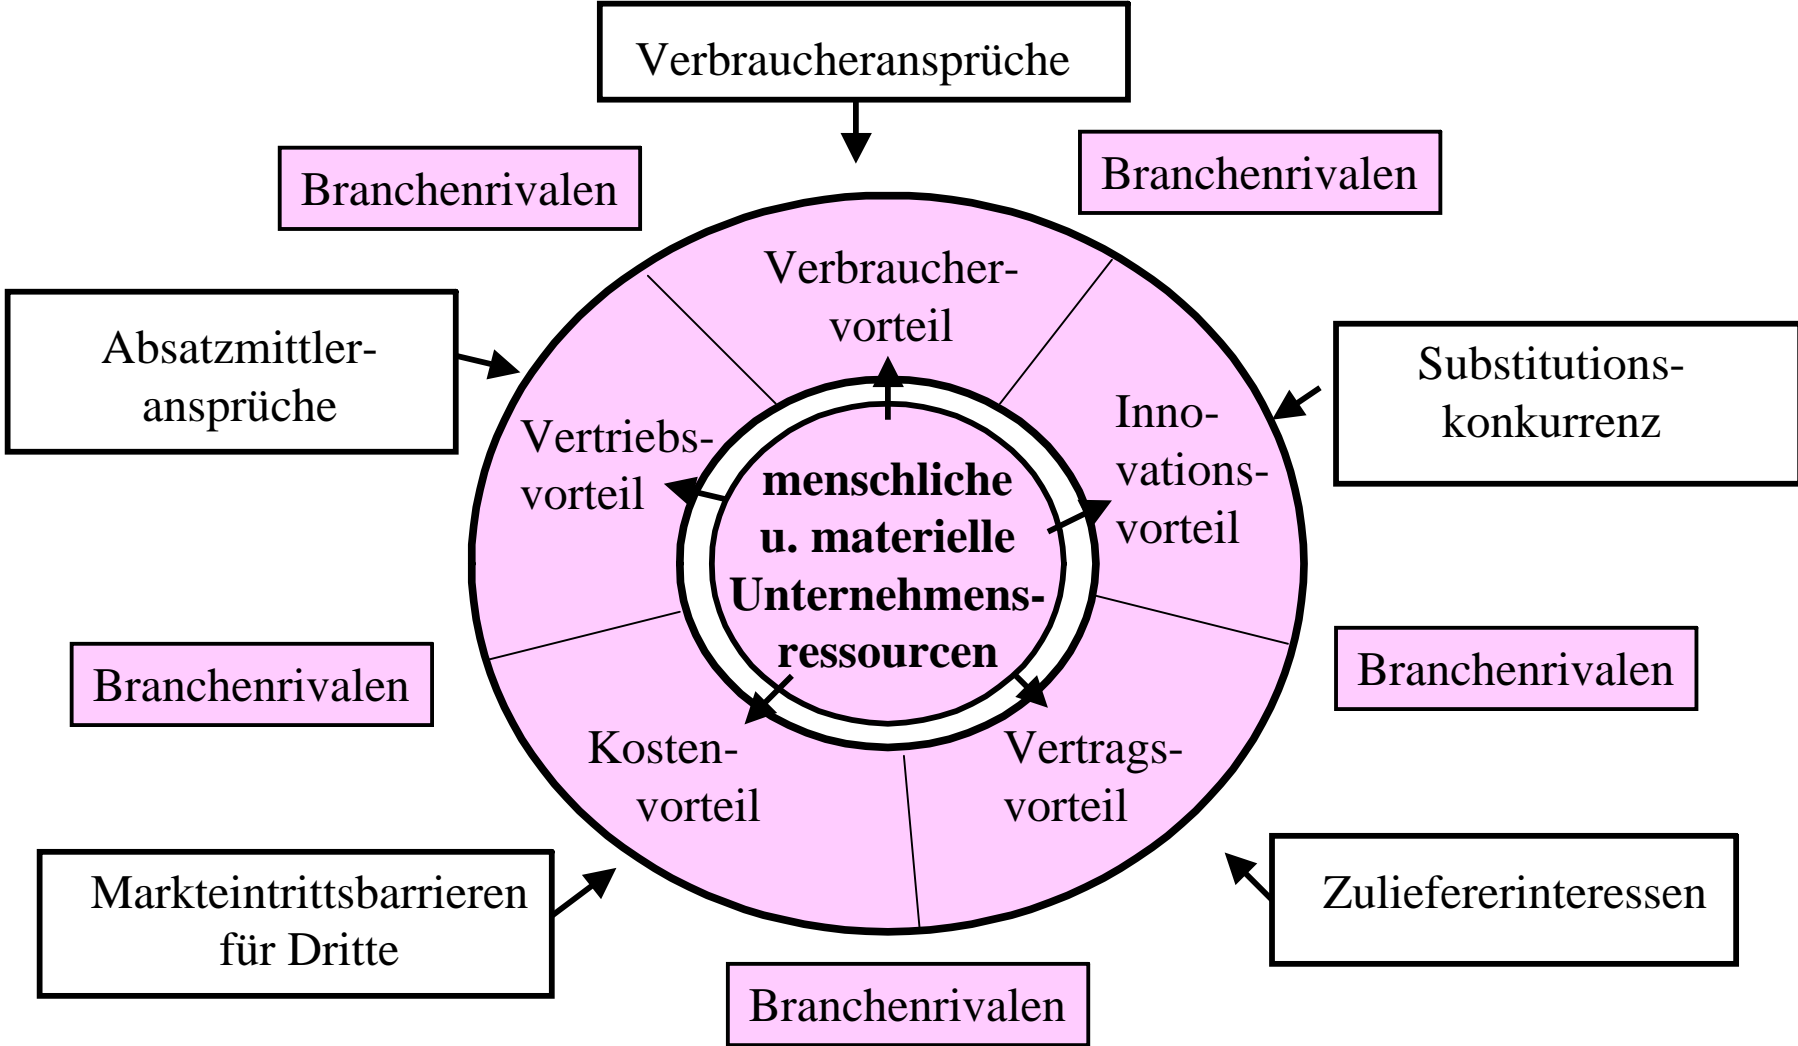 Verbraucheransprüche
Branchenrivalen
Branchenrivalen
Verbraucher-
vorteil
Absatzmittler-
ansprüche
Substitutions-
konkurrenz
Vertriebs-
vorteil
Inno-
vations-
vorteil
menschliche
u. materielle
Unternehmens-
ressourcen
Branchenrivalen
Branchenrivalen
Kosten-
vorteil
Vertrags-
vorteil
Markteintrittsbarrieren
für Dritte
Zuliefererinteressen
Branchenrivalen